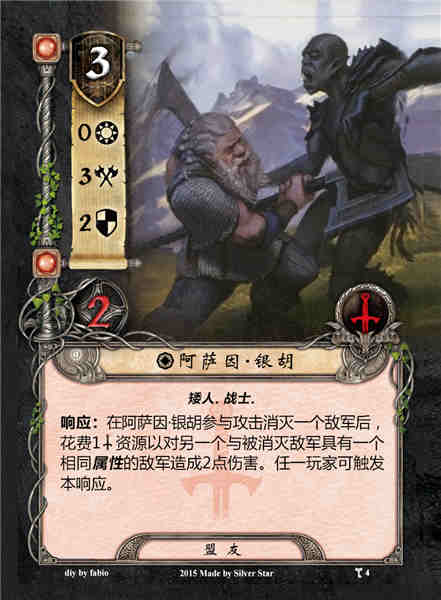 3
0
3
2
2
阿萨因·银胡
矮人. 战士.
响应：在阿萨因·银胡参与攻击消灭一个敌军后，
花费1资源以对另一个与被消灭敌军具有一个
相同属性的敌军造成2点伤害。任一玩家可触发
本响应。
盟友
diy by fabio 2015 Made by Silver Star 4